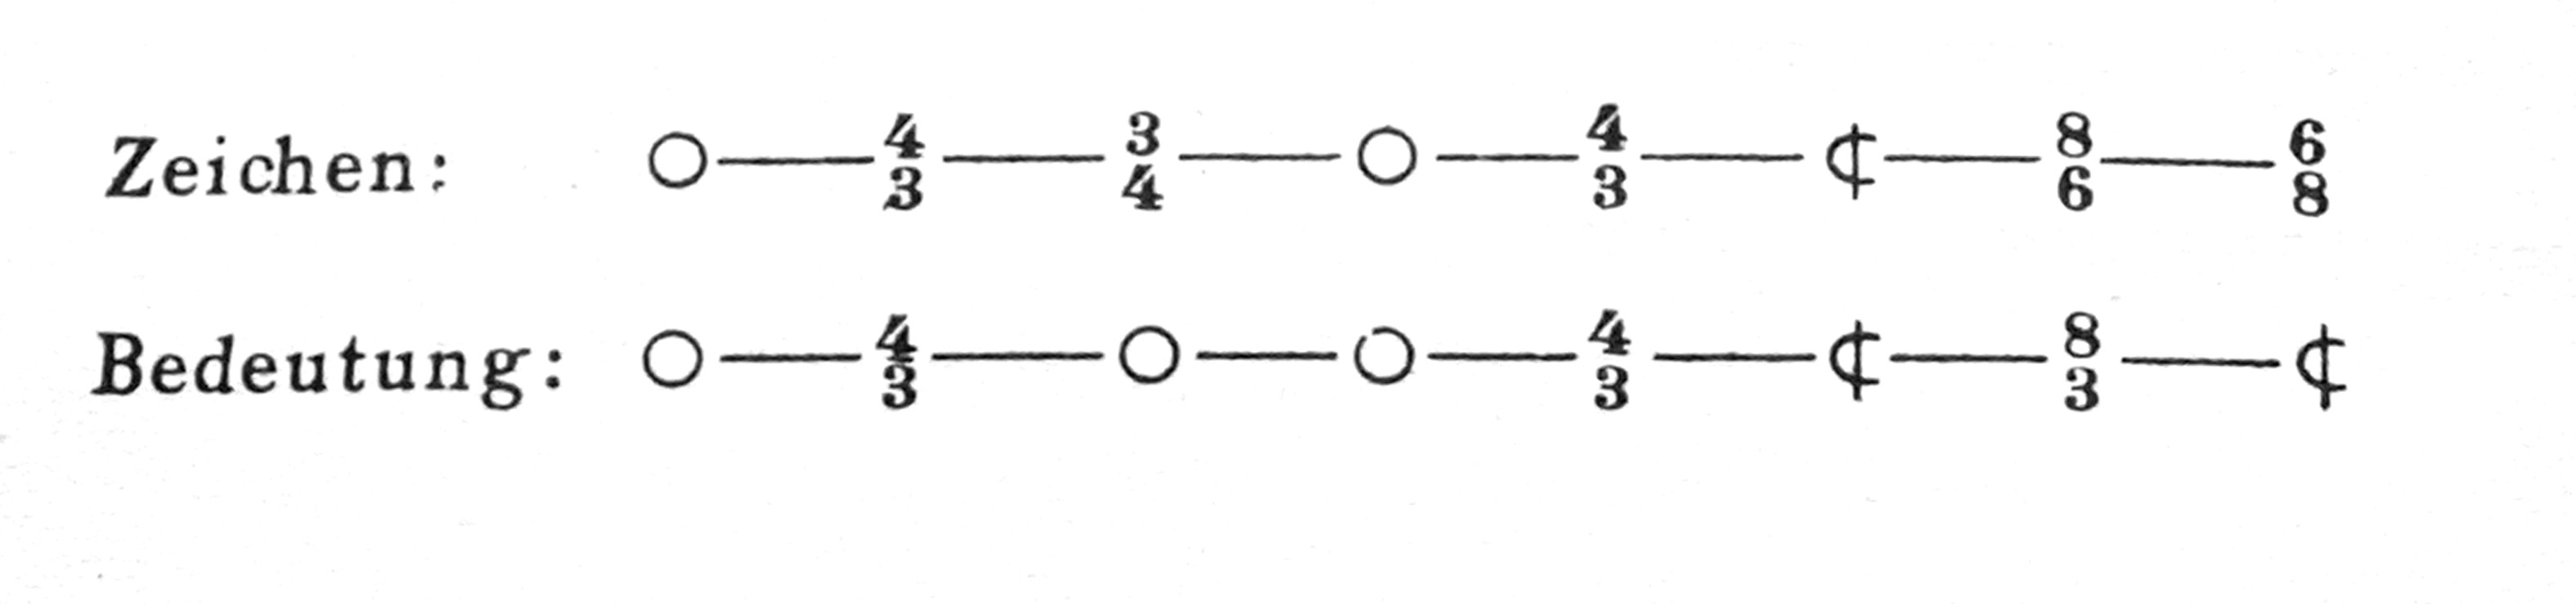 Zeichen: ○ — 4/3 — 3/4 — ○ — 4/3 — ¢ — 8/6 — 6/8
Bedeutung: ○ — 4/3 — ○ — ○ — 4/3 — ¢ — 8/3 — ¢